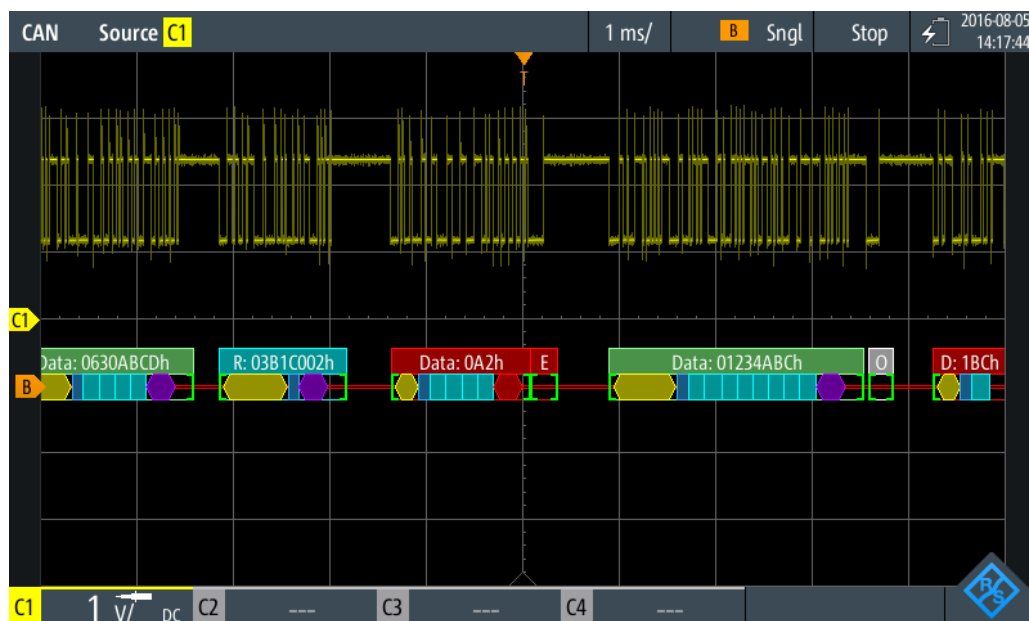 CAN Source C1 1 ms/ B Sngl Stop 2016-08-05
14:17:44
T
C1
Data: 0630ABCDh R: 03B1C002h Data: 0A2h E Data: 01234ABCh O D: 1BCh
B
C1 1 V/ DC C2 --- C3 --- C4 ---
R&S